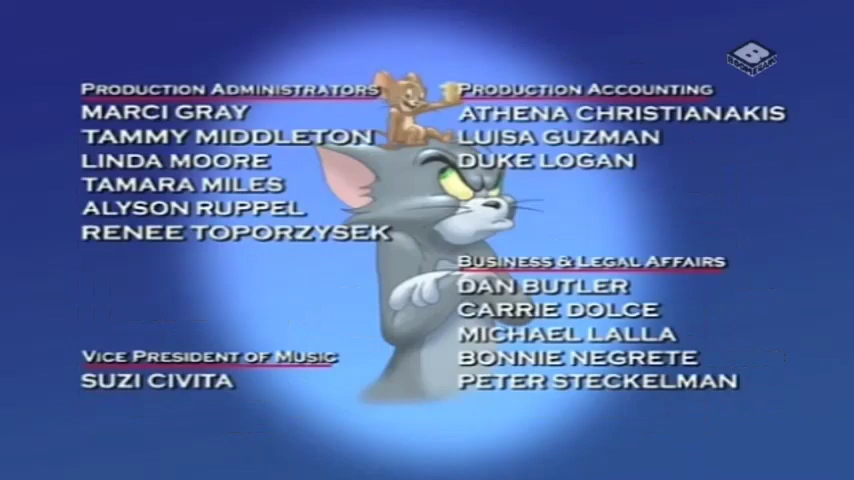 PRODUCTION ADMINISTRATORS
MARCI GRAY
TAMMY MIDDLETON
LINDA MOORE
TAMARA MILES
ALYSON RUPPEL
RENEE TOPORZYSEK
VICE PRESIDENT OF MUSIC
SUZI CIVITA
PRODUCTION ACCOUNTING
ATHENA CHRISTIANAKIS
LUISA GUZMAN
DUKE LOGAN
BUSINESS & LEGAL AFFAIRS
DAN BUTLER
CARRIE DOLCE
MICHAEL LALLA
BONNIE NEGRETE
PETER STECKELMAN
B
BOOMERANG